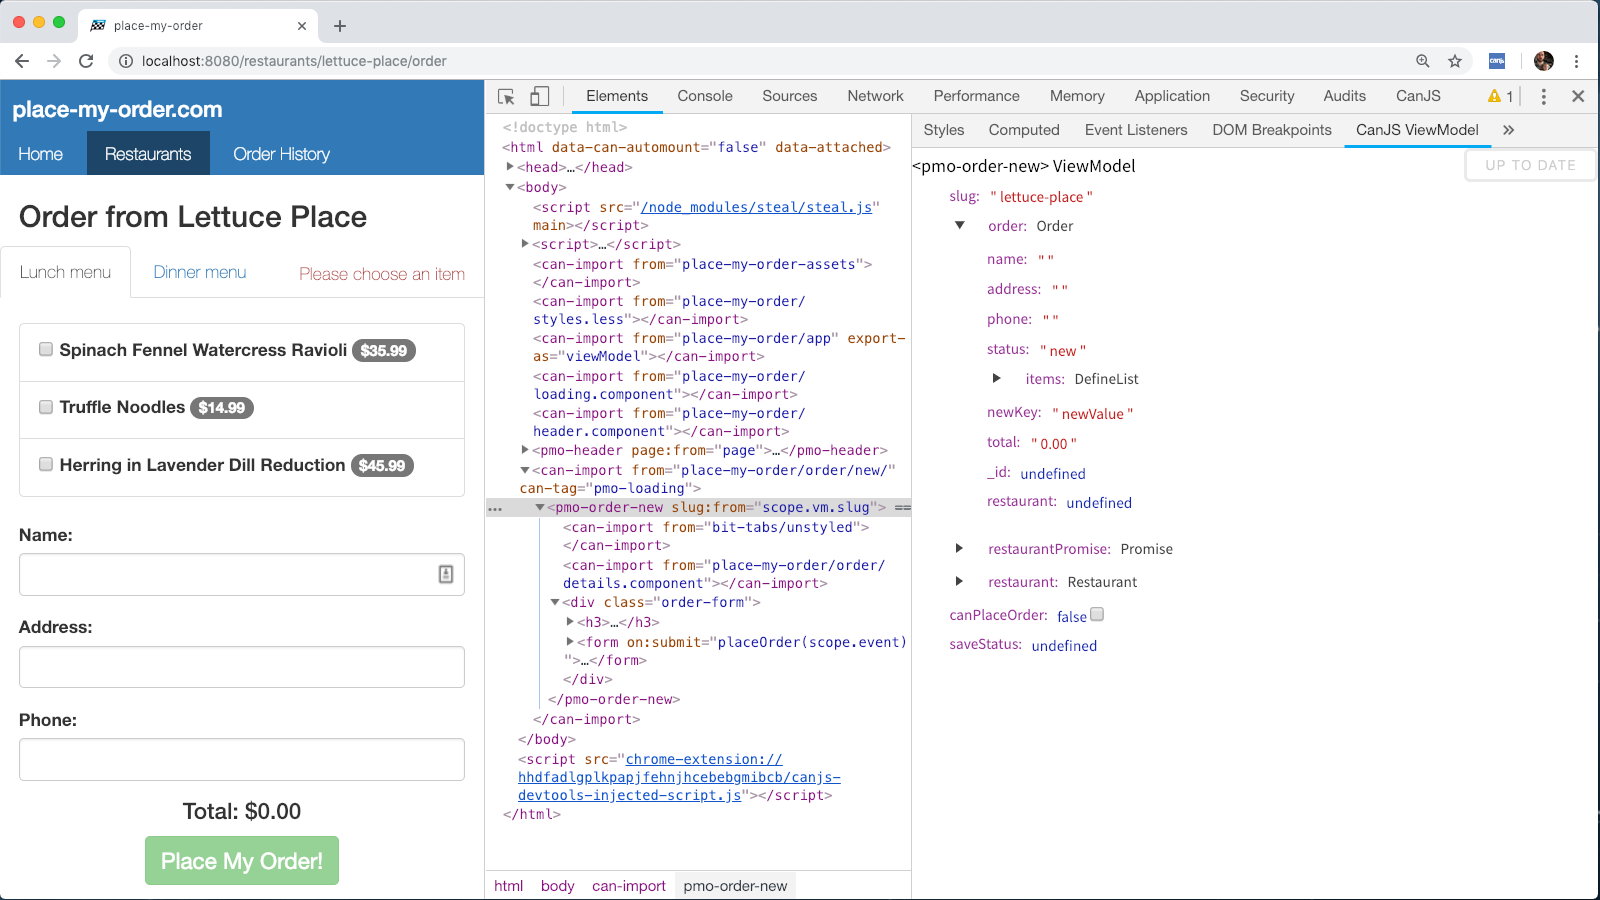 place-my-order
localhost:8080/restaurants/lettuce-place/order
canjs
place-my-order.com
Home
Restaurants
Order History
Order from Lettuce Place
Lunch menu
Dinner menu
Please choose an item
Spinach Fennel Watercress Ravioli $35.99
Truffle Noodles $14.99
Herring in Lavender Dill Reduction $45.99
Name:
Address:
Phone:
Total: $0.00
Place My Order!
Elements
Console
Sources
Network
Performance
Memory
Application
Security
Audits
CanJS
1
<!doctype html>
<html data-can-automount="false" data-attached>
<head>…</head>
<body>
<script src="/node_modules/steal/steal.js"
main></script>
<script>…</script>
<can-import from="place-my-order-assets">
</can-import>
<can-import from="place-my-order/
styles.less"></can-import>
<can-import from="place-my-order/app" export-
as="viewModel"></can-import>
<can-import from="place-my-order/
loading.component"></can-import>
<can-import from="place-my-order/
header.component"></can-import>
<pmo-header page:from="page">…</pmo-header>
<can-import from="place-my-order/order/new/"
can-tag="pmo-loading">
… <pmo-order-new slug:from="scope.vm.slug"> ==
<can-import from="bit-tabs/unstyled">
</can-import>
<can-import from="place-my-order/order/
details.component"></can-import>
<div class="order-form">
<h3>…</h3>
<form on:submit="placeOrder(scope.event)
">…</form>
</div>
</pmo-order-new>
</can-import>
</body>
<script src="chrome-extension://
hhdfadlgplkpapjfehnjhcebebgmibcb/canjs-
devtools-injected-script.js"></script>
</html>
html
body
can-import
pmo-order-new
Styles
Computed
Event Listeners
DOM Breakpoints
CanJS ViewModel
»
<pmo-order-new> ViewModel
UP TO DATE
slug: " lettuce-place "
order: Order
name: " "
address: " "
phone: " "
status: " new "
items: DefineList
newKey: " newValue "
total: " 0.00 "
_id: undefined
restaurant: undefined
restaurantPromise: Promise
restaurant: Restaurant
canPlaceOrder: false
saveStatus: undefined